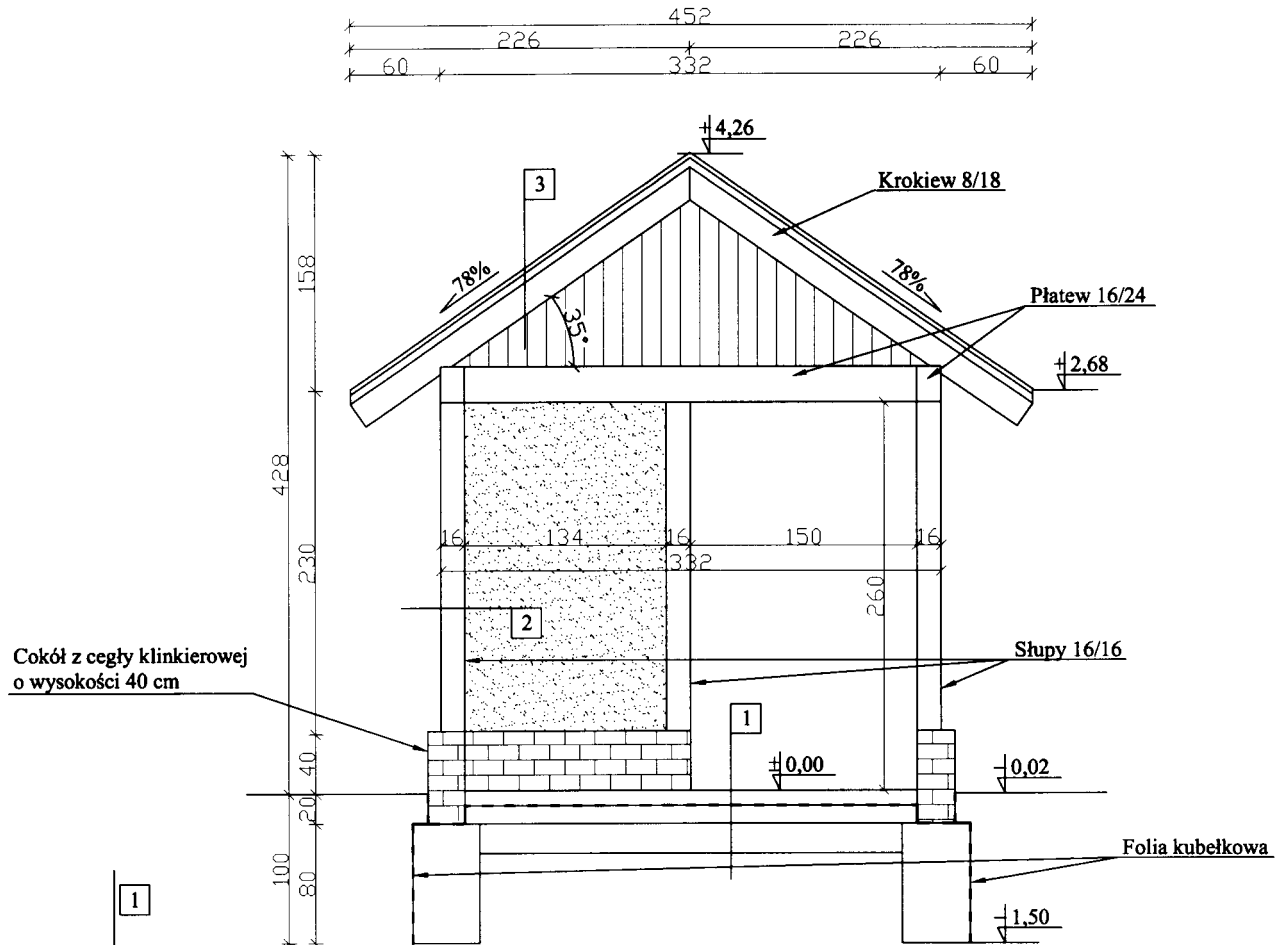 452
226 226
60 332 60
+ 4,26
3
Krokiew 8/18
78% 78%
Płatew 16/24
158
35°
+ 2,68
428
16 134 16 150 16
332
230
260
2
Cokół z cegły klinkierowej
o wysokości 40 cm
Słupy 16/16
1
40
± 0,00
- 0,02
20
Folia kubełkowa
100
80
1
- 1,50